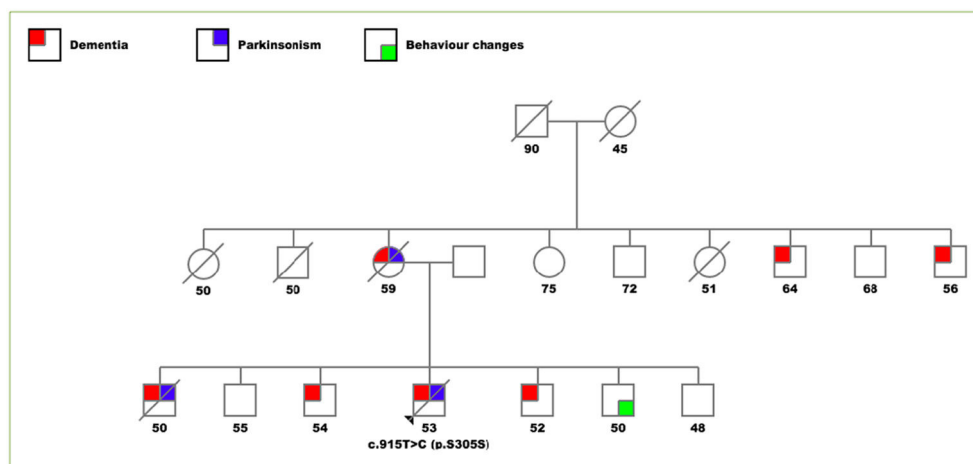 Dementia Parkinsonism Behaviour changes
90 45
50 50 59 75 72 51 64 68 56
50 55 54 53 52 50 48
c.915T>C (p.S305S)